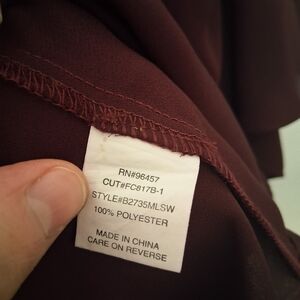 RN#96457
CUT#FC817B-1
STYLE#B2735MLSW
100% POLYESTER
MADE IN CHINA
CARE ON REVERSE